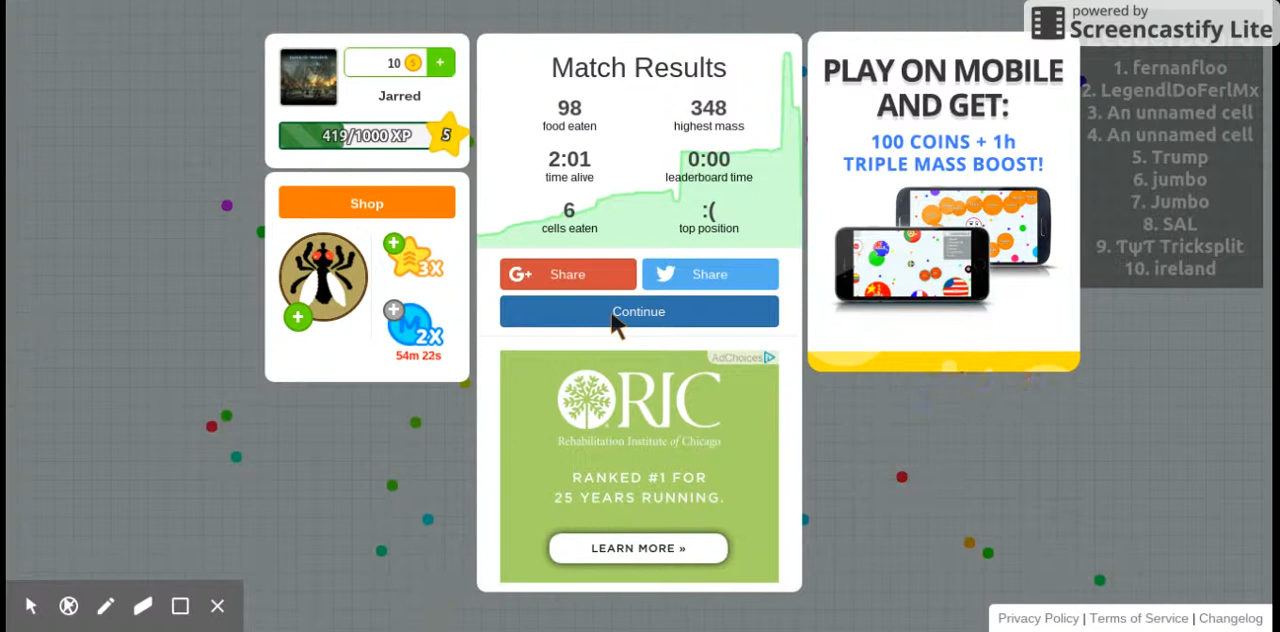 powered by
Screencastify Lite
10
+
Jarred
419/1000 XP
5
Shop
3X
M
2X
54m 22s
Match Results
98
food eaten
348
highest mass
2:01
time alive
0:00
leaderboard time
6
cells eaten
:(
top position
G+ Share
Share
Continue
AdChoices
RIC
Rehabilitation Institute of Chicago
RANKED #1 FOR
25 YEARS RUNNING.
LEARN MORE »
PLAY ON MOBILE
AND GET:
100 COINS + 1h
TRIPLE MASS BOOST!
1. fernanfloo
2. LegendlDoFerlMx
3. An unnamed cell
4. An unnamed cell
5. Trump
6. jumbo
7. Jumbo
8. SAL
9. ƬψƬ Tricksplit
10. ireland
Privacy Policy | Terms of Service | Changelog